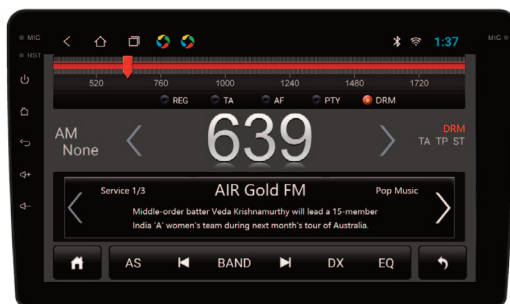 MIC
1:37
MIC
RST
520 760 1000 1240 1480 1720
REG TA AF PTY DRM
AM
None
639
DRM
TA TP ST
Service 1/3 AIR Gold FM Pop Music
Middle-order batter Veda Krishnamurthy will lead a 15-member
India 'A' women's team during next month's tour of Australia.
AS BAND DX EQ